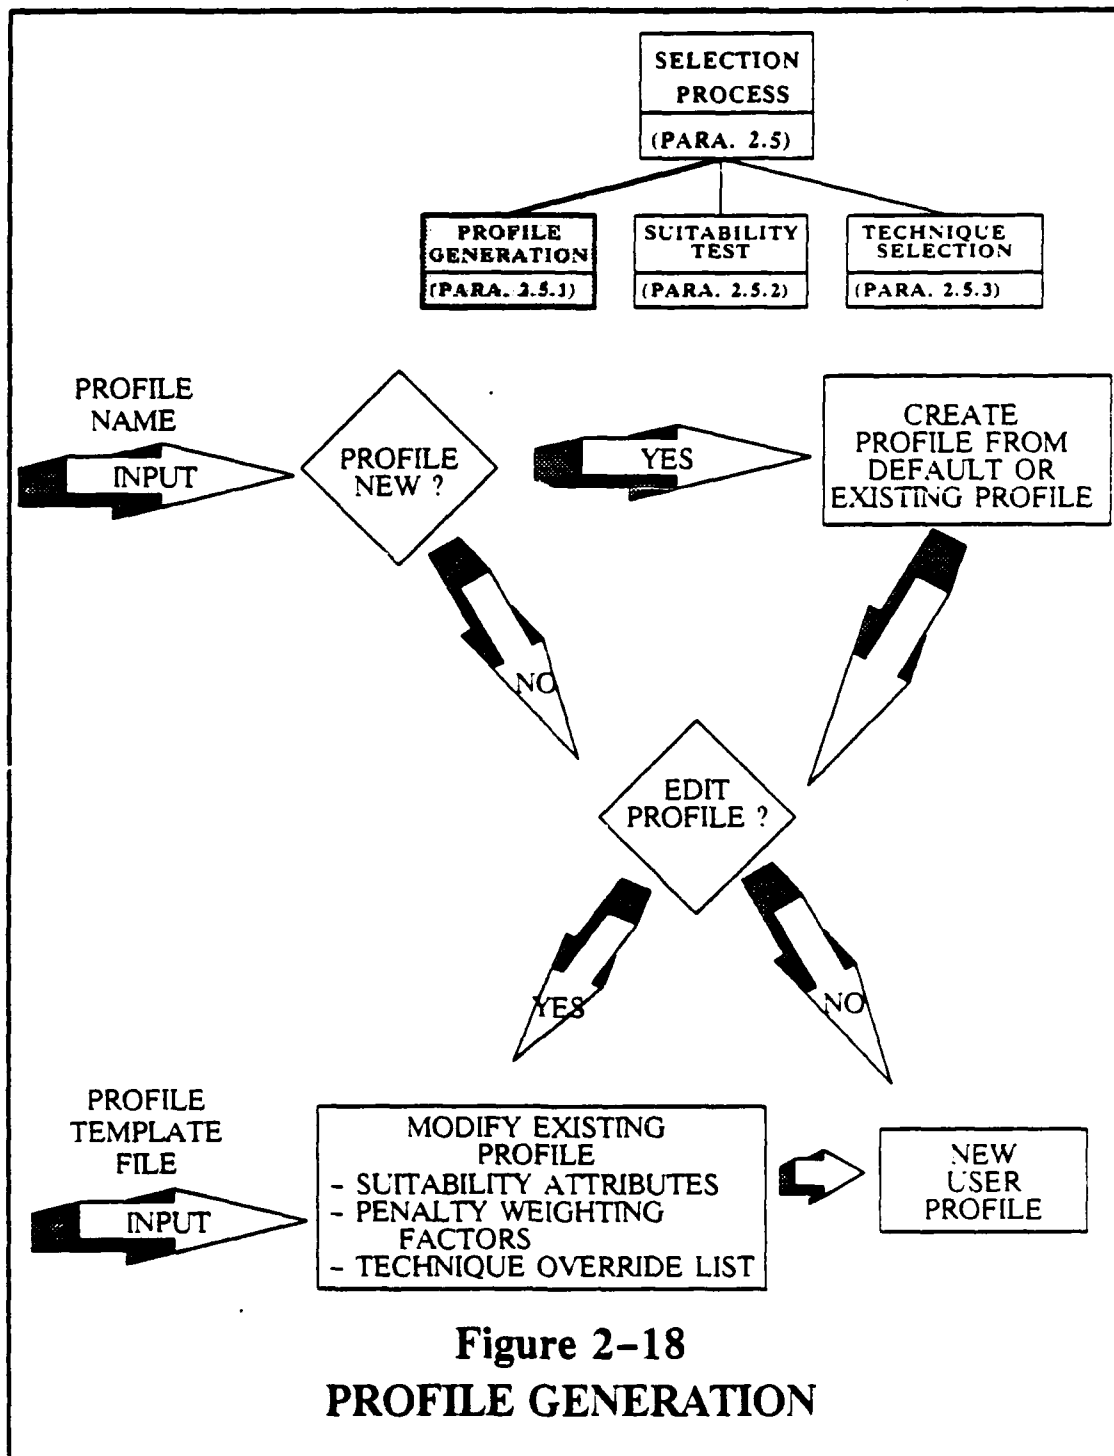 SELECTION
PROCESS
(PARA. 2.5)
PROFILE
GENERATION
(PARA. 2.5.1)
SUITABILITY
TEST
(PARA. 2.5.2)
TECHNIQUE
SELECTION
(PARA. 2.5.3)
PROFILE
NAME
INPUT
PROFILE
NEW ?
YES
CREATE
PROFILE FROM
DEFAULT OR
EXISTING PROFILE
NO
EDIT
PROFILE ?
YES
NO
PROFILE
TEMPLATE
FILE
INPUT
MODIFY EXISTING
PROFILE
- SUITABILITY ATTRIBUTES
- PENALTY WEIGHTING
FACTORS
- TECHNIQUE OVERRIDE LIST
NEW
USER
PROFILE
Figure 2-18
PROFILE GENERATION